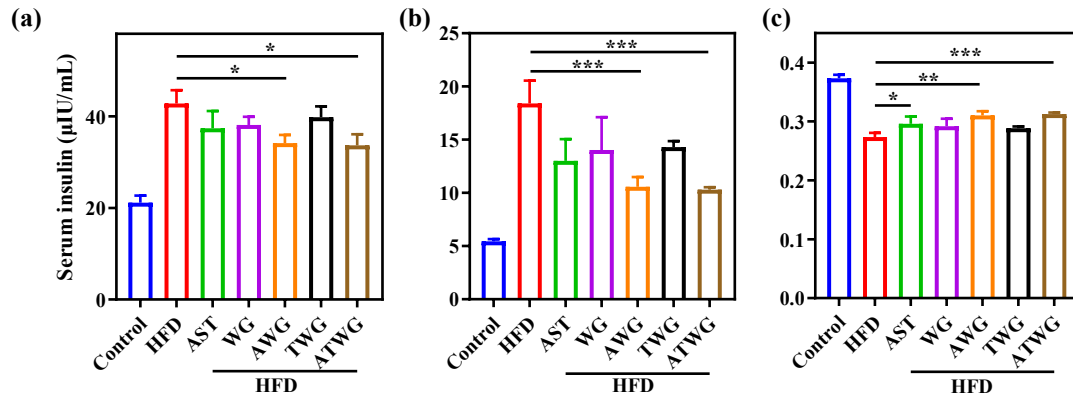 (a)
Serum insulin (μIU/mL)
40
20
0
*
*
Control
HFD
AST
WG
AWG
TWG
ATWG
HFD
(b)
25
20
15
10
5
0
***
***
Control
HFD
AST
WG
AWG
TWG
ATWG
HFD
(c)
0.4
0.3
0.2
0.1
0.0
***
**
*
Control
HFD
AST
WG
AWG
TWG
ATWG
HFD